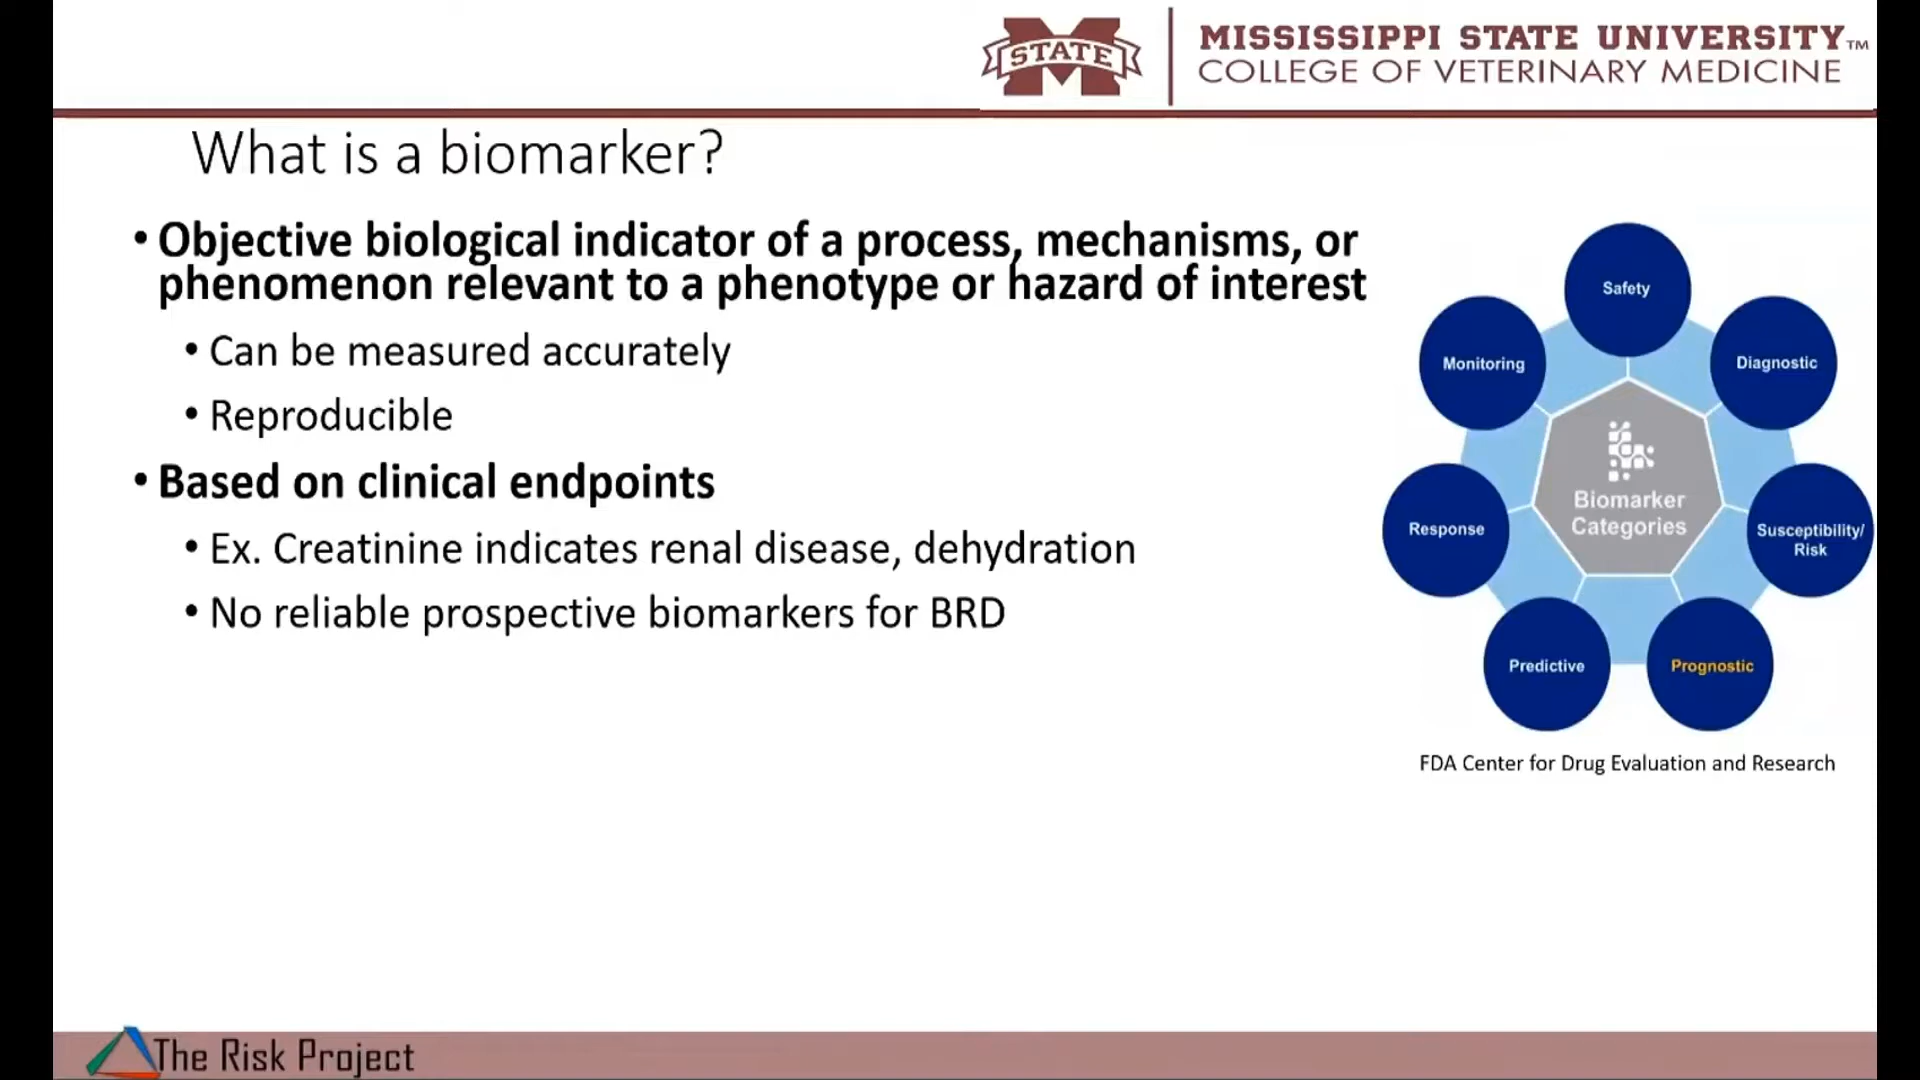 STATE
MISSISSIPPI STATE UNIVERSITY™
COLLEGE OF VETERINARY MEDICINE
What is a biomarker?
• Objective biological indicator of a process, mechanisms, or
phenomenon relevant to a phenotype or hazard of interest
• Can be measured accurately
• Reproducible
• Based on clinical endpoints
• Ex. Creatinine indicates renal disease, dehydration
• No reliable prospective biomarkers for BRD
Safety
Monitoring
Diagnostic
Biomarker
Categories
Response
Susceptibility/
Risk
Predictive
Prognostic
FDA Center for Drug Evaluation and Research
The Risk Project